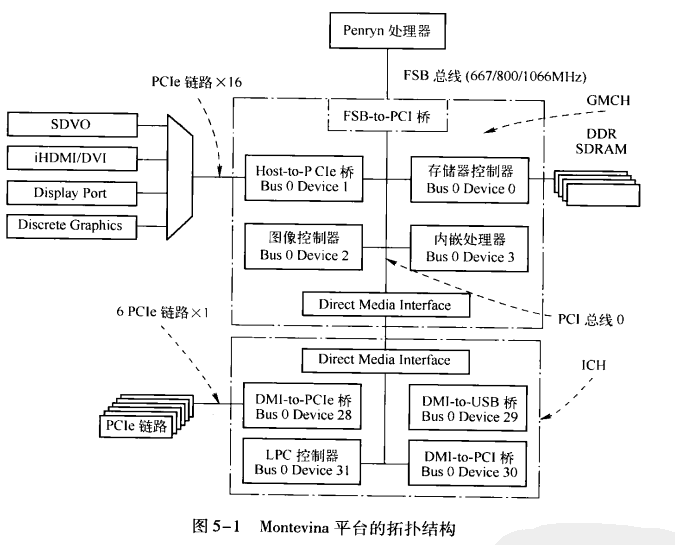 Penryn 处理器
PCIe 链路×16
FSB 总线 (667/800/1066MHz)
GMCH
FSB-to-PCI 桥
DDR
SDRAM
SDVO
iHDMI/DVI
Display Port
Discrete Graphics
Host-to-P CIe 桥
Bus 0 Device 1
存储器控制器
Bus 0 Device 0
图像控制器
Bus 0 Device 2
内嵌处理器
Bus 0 Device 3
Direct Media Interface
PCI 总线 0
6 PCIe 链路×1
Direct Media Interface
ICH
DMI-to-PCIe 桥
Bus 0 Device 28
DMI-to-USB 桥
Bus 0 Device 29
PCIe 链路
LPC 控制器
Bus 0 Device 31
DMI-to-PCI 桥
Bus 0 Device 30
图 5-1 Montevina 平台的拓扑结构